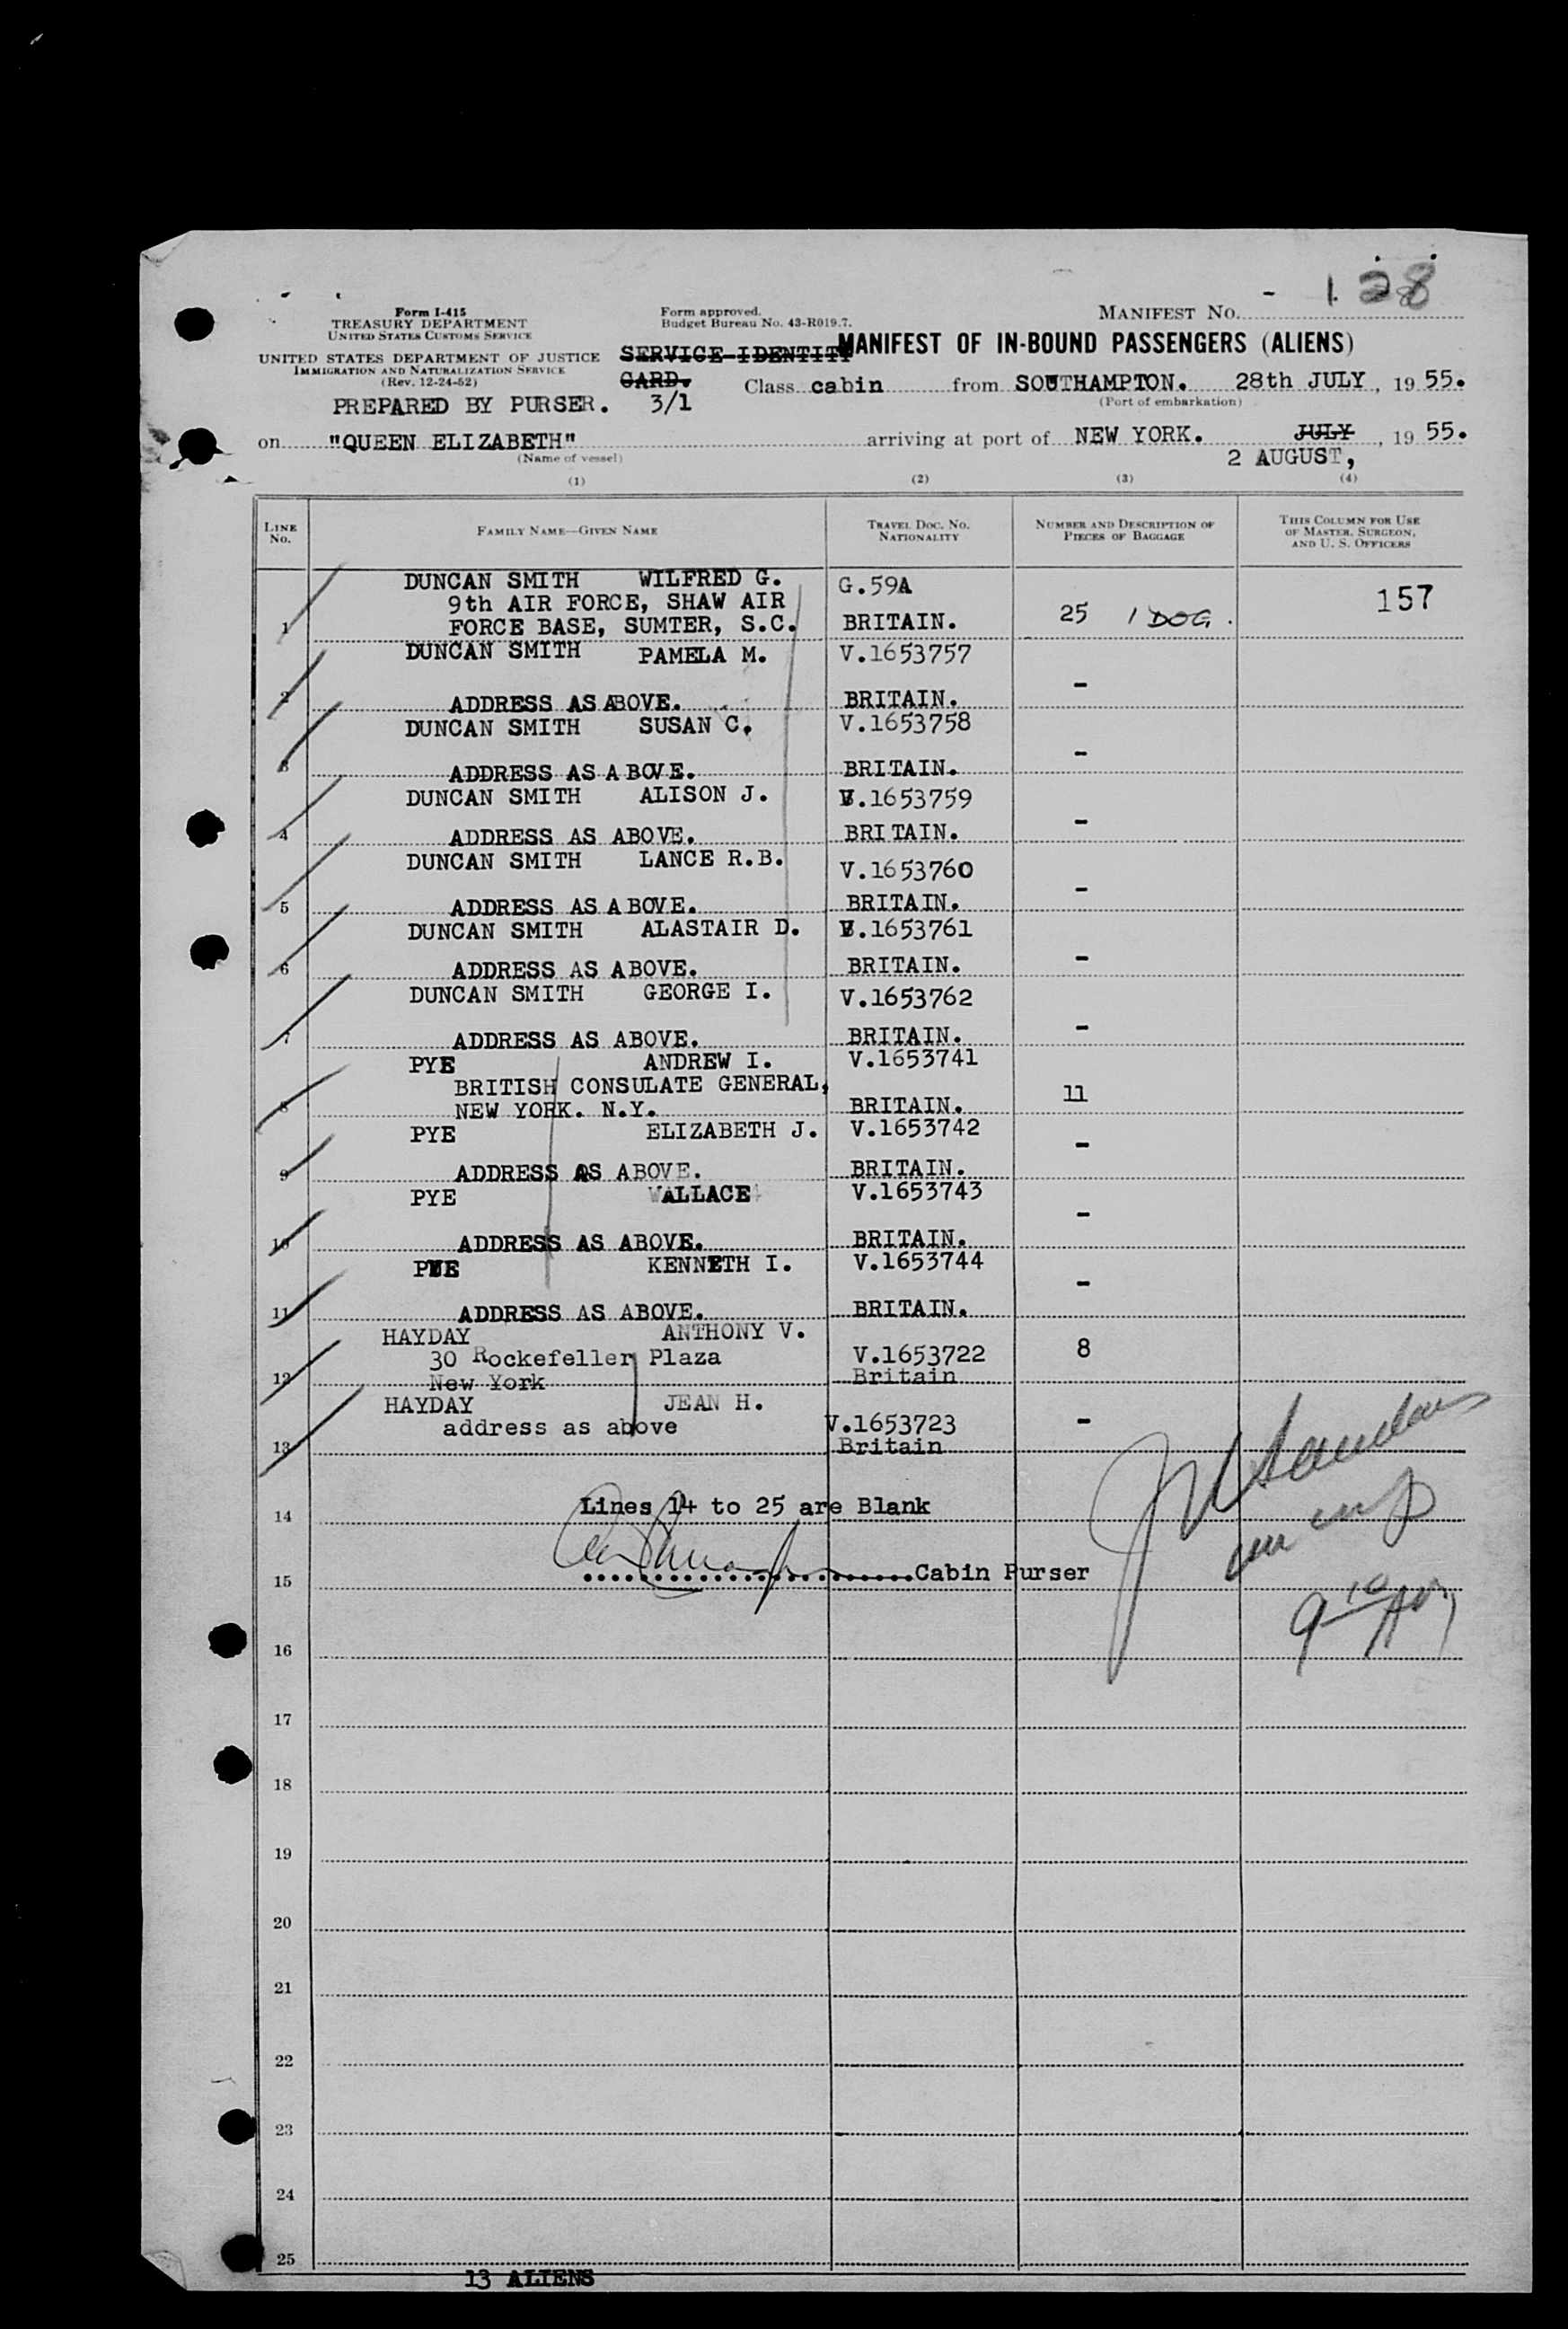 128
Form I-415
TREASURY DEPARTMENT
UNITED STATES CUSTOMS SERVICE
UNITED STATES DEPARTMENT OF JUSTICE
IMMIGRATION AND NATURALIZATION SERVICE
(Rev. 12-24-52)
PREPARED BY PURSER.
Form approved.
Budget Bureau No. 43-R019.7.
MANIFEST NO.
SERVICE IDENTITY
CARD.
3/1
MANIFEST OF IN-BOUND PASSENGERS (ALIENS)
Class cabin from SOUTHAMPTON. 28th JULY, 19 55.
(Port of embarkation)
on "QUEEN ELIZABETH" arriving at port of NEW YORK. JULY, 19 55.
(Name of vessel) 2 AUGUST,
(1) (2) (3) (4)
LINE NO. FAMILY NAME—GIVEN NAME TRAVEL DOC. NO. NATIONALITY NUMBER AND DESCRIPTION OF PIECES OF BAGGAGE THIS COLUMN FOR USE OF MASTER, SURGEON, AND U. S. OFFICERS
DUNCAN SMITH WILFRED G. G.59A 157
9th AIR FORCE, SHAW AIR
1 FORCE BASE, SUMTER, S.C. BRITAIN. 25 1 DOG.
DUNCAN SMITH PAMELA M. V.1653757
2 ADDRESS AS ABOVE. BRITAIN. -
DUNCAN SMITH SUSAN C. V.1653758
3 ADDRESS AS ABOVE. BRITAIN. -
DUNCAN SMITH ALISON J. V.1653759
4 ADDRESS AS ABOVE. BRITAIN. -
DUNCAN SMITH LANCE R.B. V.1653760
5 ADDRESS AS ABOVE. BRITAIN. -
DUNCAN SMITH ALASTAIR D. V.1653761
6 ADDRESS AS ABOVE. BRITAIN. -
DUNCAN SMITH GEORGE I. V.1653762
7 ADDRESS AS ABOVE. BRITAIN. -
PYE ANDREW I. V.1653741
BRITISH CONSULATE GENERAL,
8 NEW YORK. N.Y. BRITAIN. 11
PYE ELIZABETH J. V.1653742
9 ADDRESS AS ABOVE. BRITAIN. -
PYE WALLACE V.1653743
10 ADDRESS AS ABOVE. BRITAIN. -
PYE KENNETH I. V.1653744
11 ADDRESS AS ABOVE. BRITAIN. -
HAYDAY ANTHONY V.
30 Rockefeller Plaza V.1653722 8
12 New York Britain
HAYDAY JEAN H.
address as above V.1653723 -
13 Britain
14 Lines 14 to 25 are Blank
15 Cabin Purser
16
17
18
19
20
21
22
23
24
25
13 ALIENS